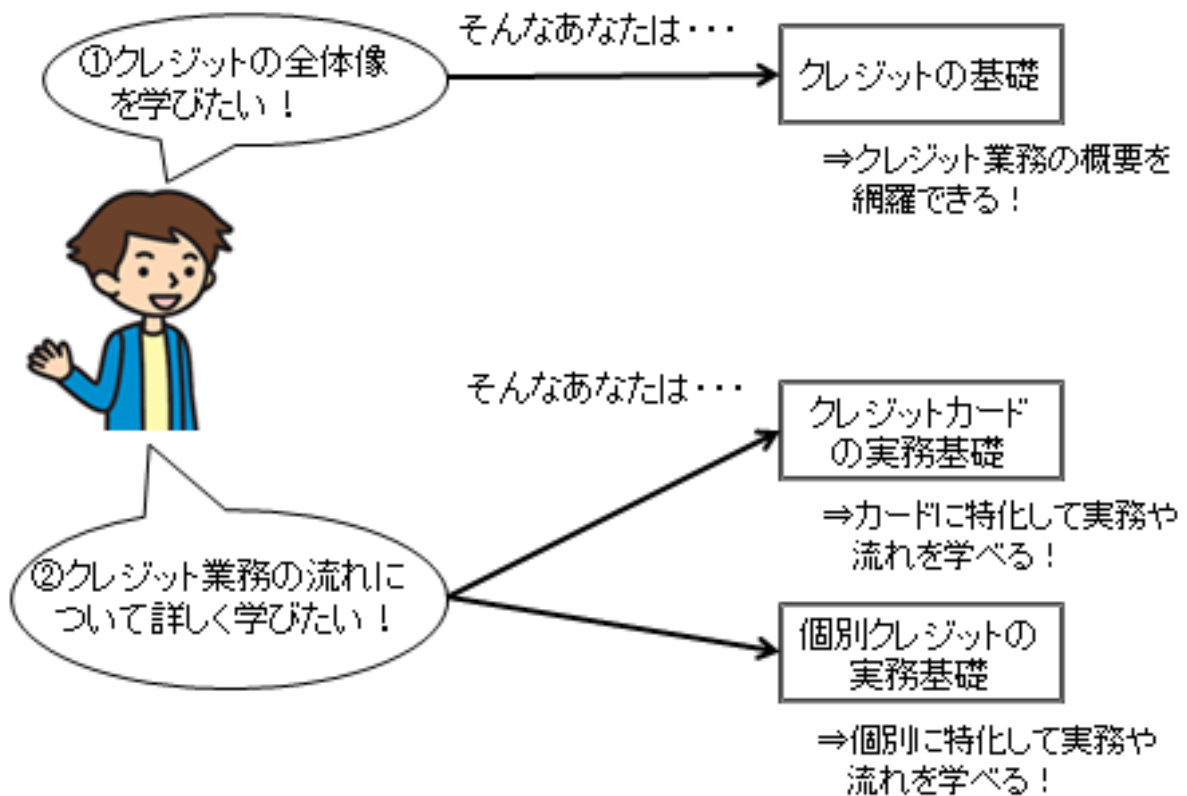 ①クレジットの全体像
を学びたい！
そんなあなたは・・・
クレジットの基礎
⇒クレジット業務の概要を
網羅できる！
②クレジット業務の流れに
ついて詳しく学びたい！
そんなあなたは・・・
クレジットカード
の実務基礎
⇒カードに特化して実務や
流れを学べる！
個別クレジットの
実務基礎
⇒個別に特化して実務や
流れを学べる！